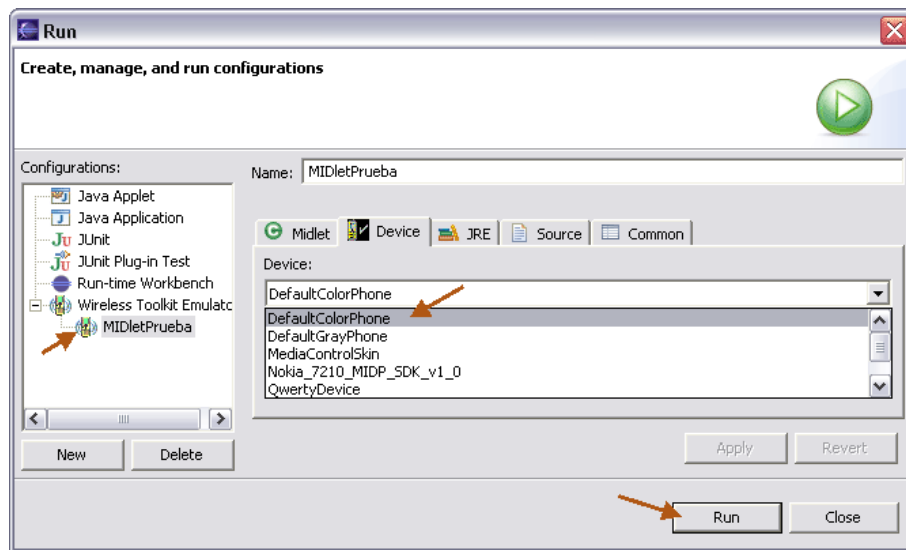 Run
Create, manage, and run configurations
Configurations:
Java Applet
Java Application
JUnit
JUnit Plug-in Test
Run-time Workbench
Wireless Toolkit Emulatc
MIDletPrueba
New
Delete
Name:
MIDletPrueba
Midlet
Device
JRE
Source
Common
Device:
DefaultColorPhone
DefaultColorPhone
DefaultGrayPhone
MediaControlSkin
Nokia_7210_MIDP_SDK_v1_0
QwertyDevice
Apply
Revert
Run
Close